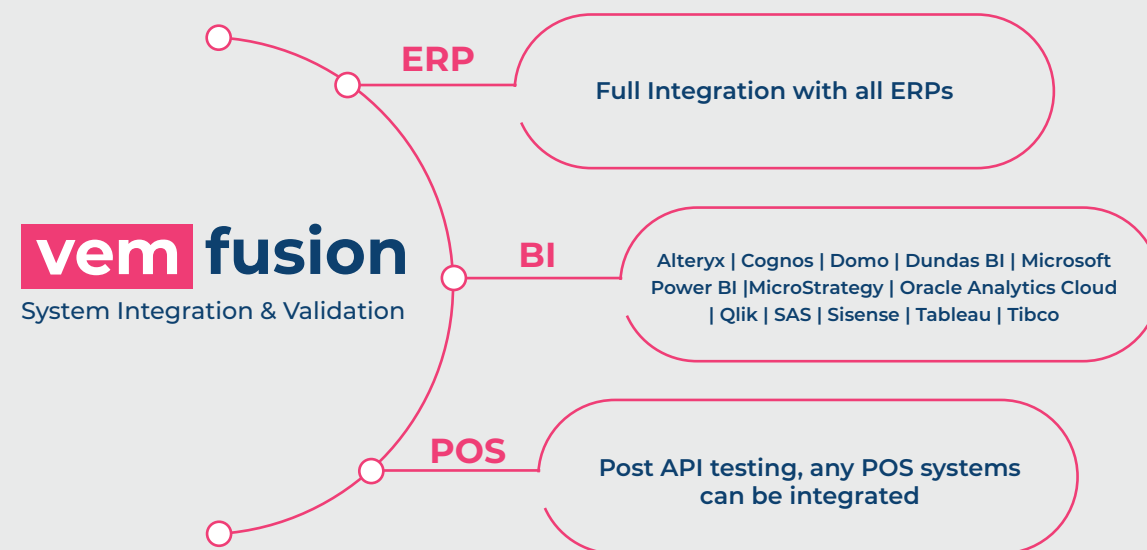 ERP
Full Integration with all ERPs
vem fusion
System Integration & Validation
BI
Alteryx | Cognos | Domo | Dundas BI | Microsoft
Power BI |MicroStrategy | Oracle Analytics Cloud
| Qlik | SAS | Sisense | Tableau | Tibco
POS
Post API testing, any POS systems
can be integrated